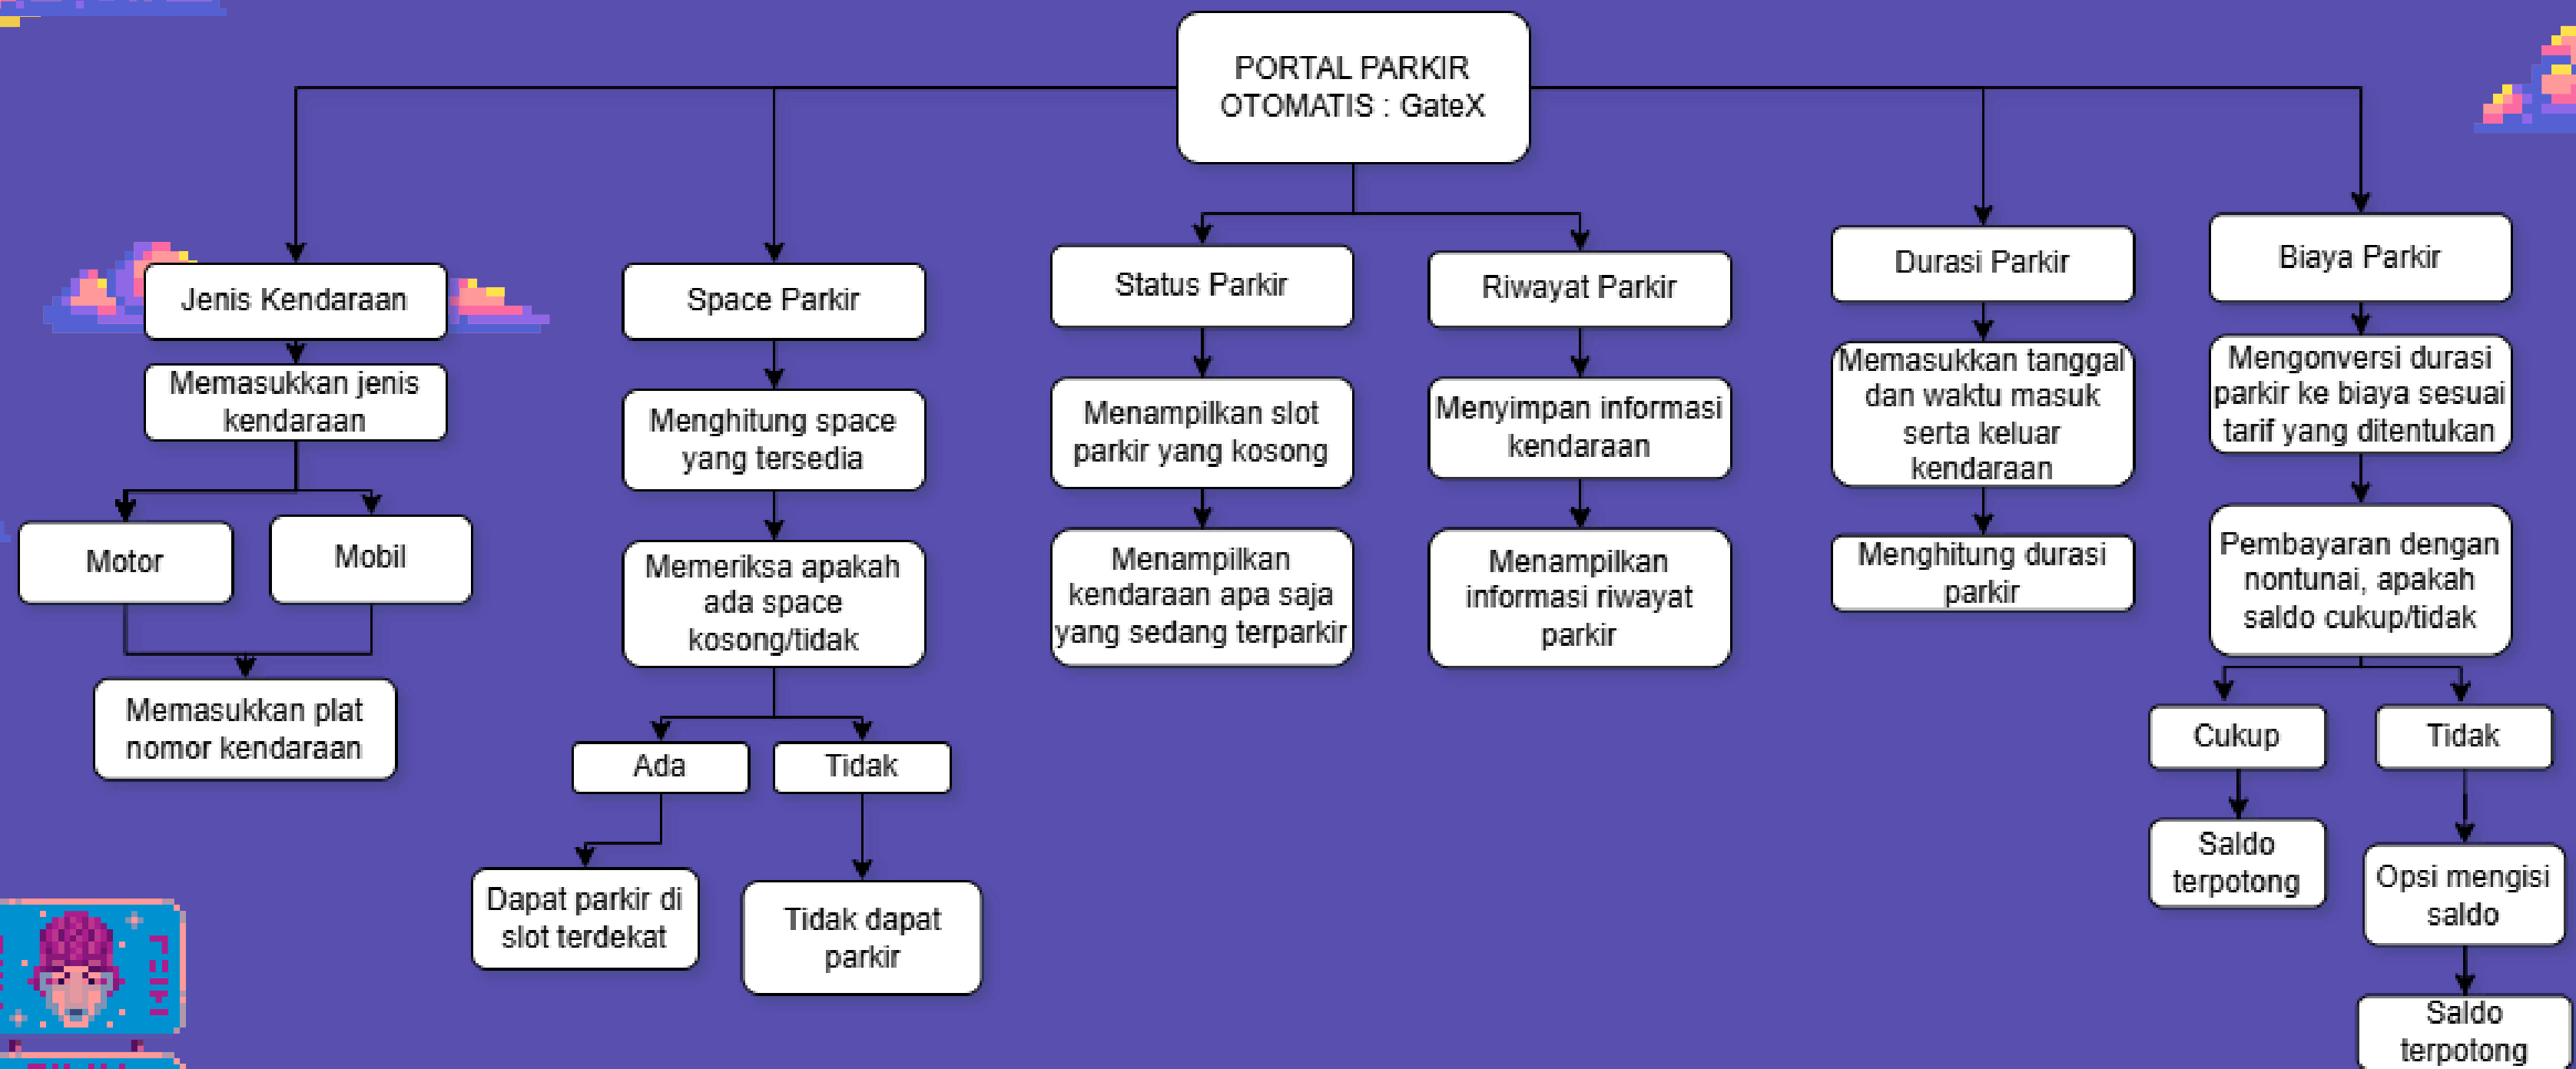 PORTAL PARKIR
OTOMATIS : GateX
Jenis Kendaraan
Memasukkan jenis
kendaraan
Motor
Mobil
Memasukkan plat
nomor kendaraan
Space Parkir
Menghitung space
yang tersedia
Memeriksa apakah
ada space
kosong/tidak
Ada
Tidak
Dapat parkir di
slot terdekat
Tidak dapat
parkir
Status Parkir
Menampilkan slot
parkir yang kosong
Menampilkan
kendaraan apa saja
yang sedang terparkir
Riwayat Parkir
Menyimpan informasi
kendaraan
Menampilkan
informasi riwayat
parkir
Durasi Parkir
Memasukkan tanggal
dan waktu masuk
serta keluar
kendaraan
Menghitung durasi
parkir
Biaya Parkir
Mengonversi durasi
parkir ke biaya sesuai
tarif yang ditentukan
Pembayaran dengan
nontunai, apakah
saldo cukup/tidak
Cukup
Tidak
Saldo
terpotong
Opsi mengisi
saldo
Saldo
terpotong